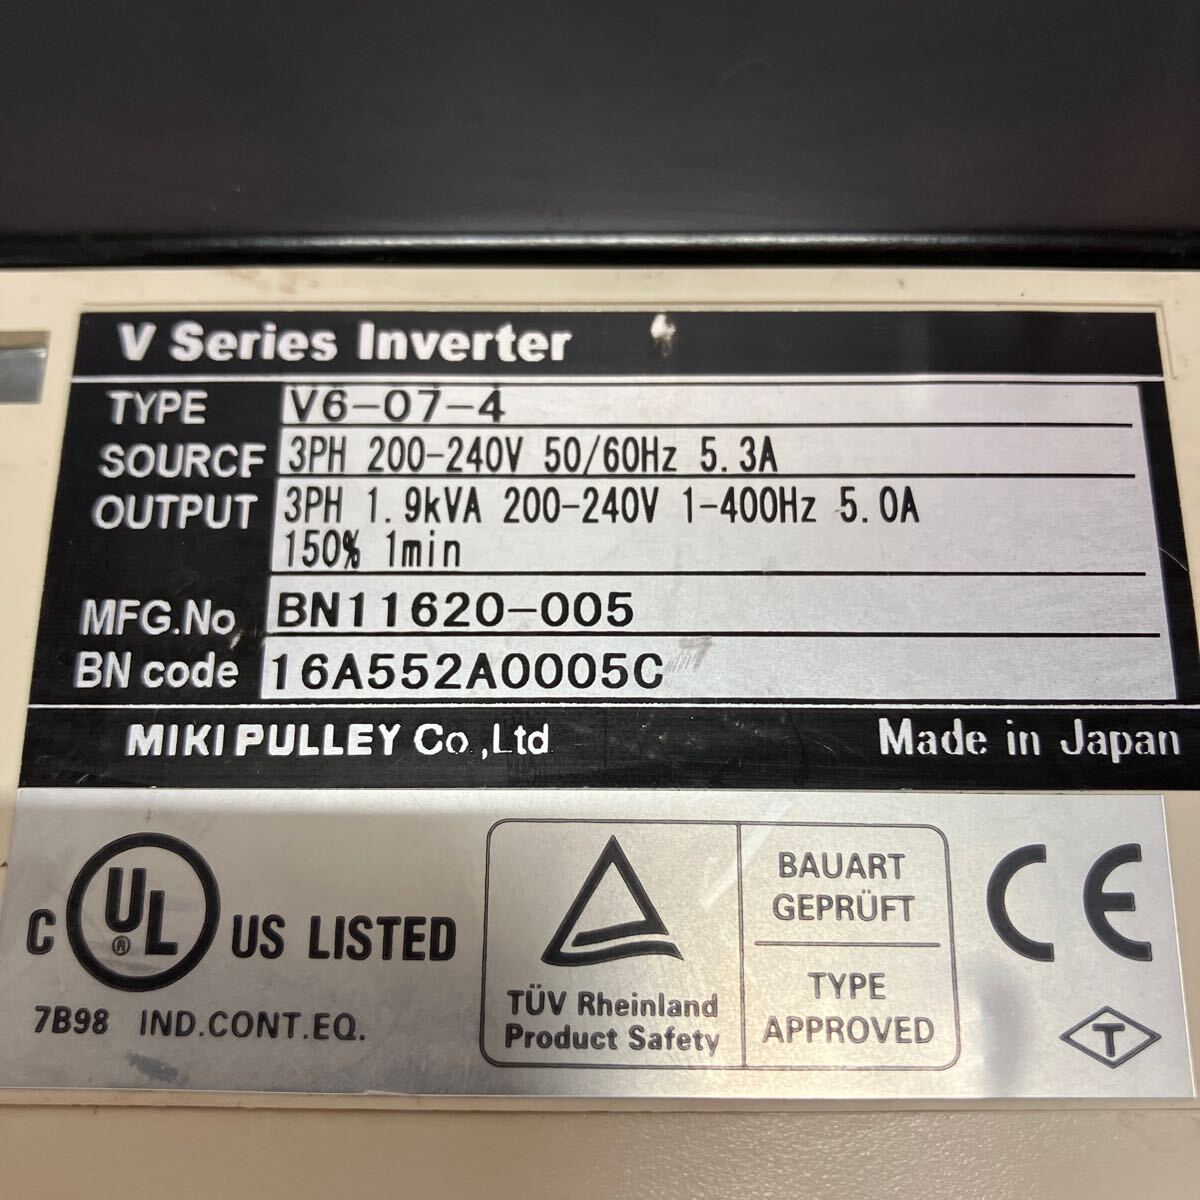 V Series Inverter
TYPE V6-07-4
SOURCE 3PH 200-240V 50/60Hz 5.3A
OUTPUT 3PH 1.9kVA 200-240V 1-400Hz 5.0A
150% 1min
MFG.No BN11620-005
BN code 16A552A0005C
MIKI PULLEY Co.,Ltd Made in Japan
C UL ® US LISTED
7B98 IND.CONT.EQ.
TÜV Rheinland
Product Safety
BAUART
GEPRÜFT
TYPE
APPROVED
CE
T